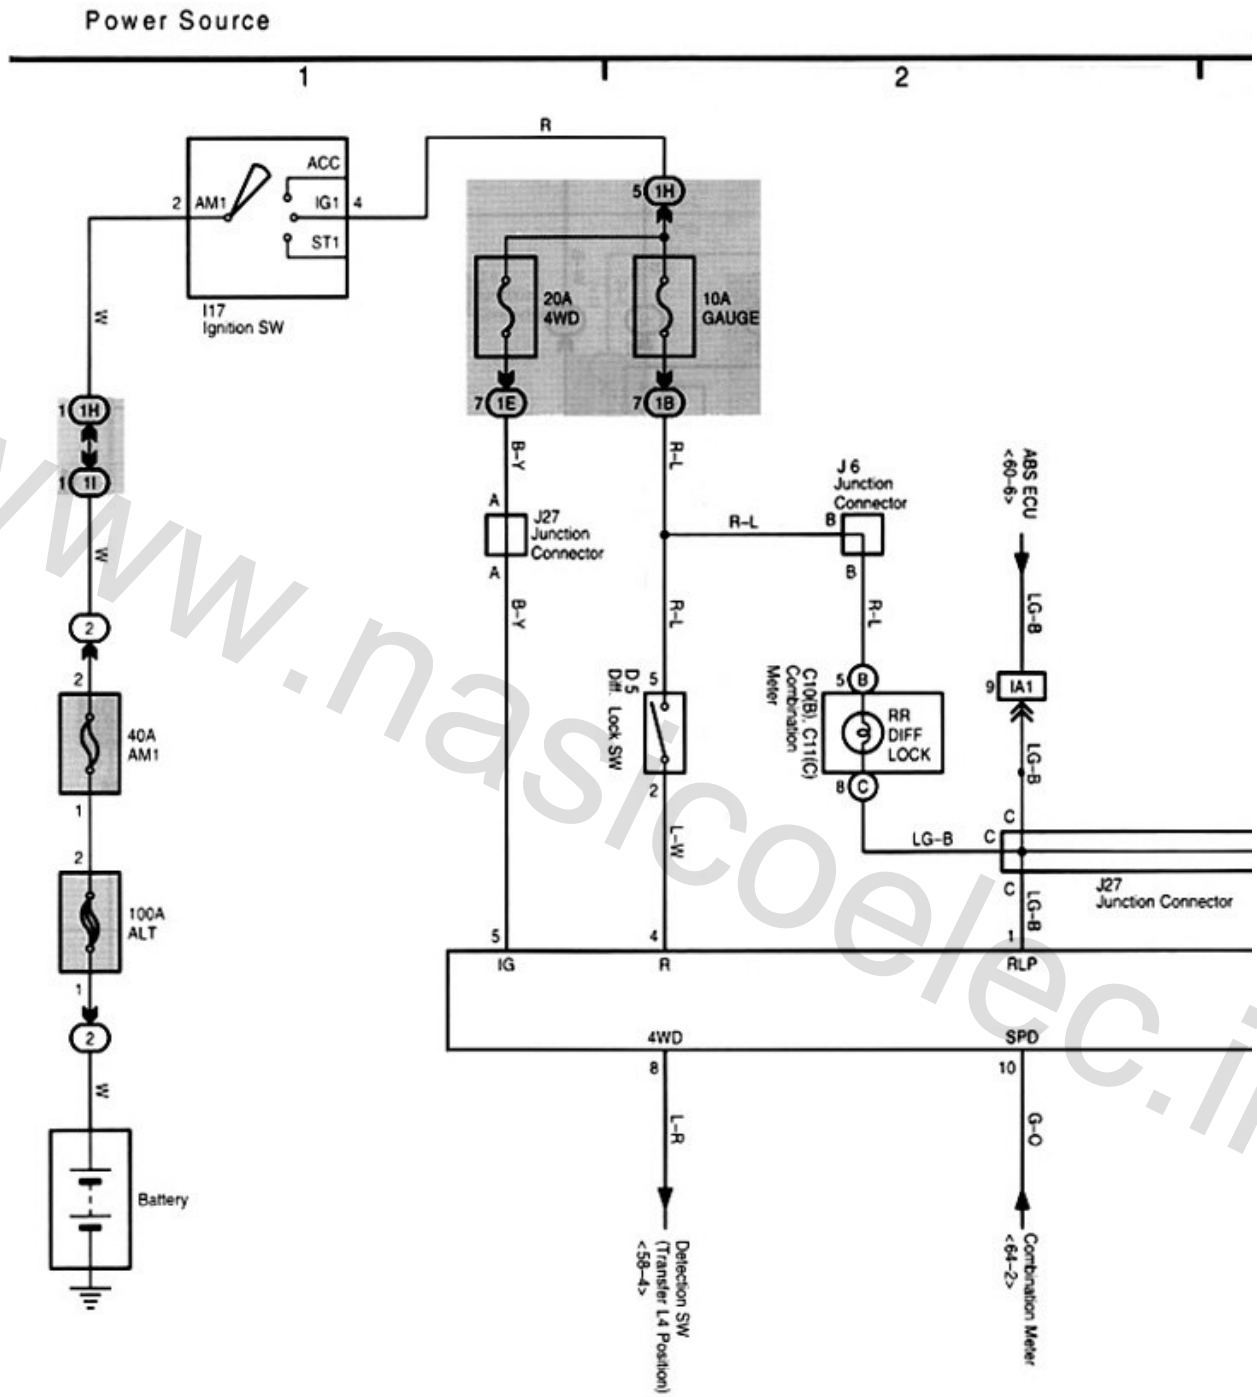 Power Source
1
2
R
ACC
2
AM1
IG1
4
ST1
I17
Ignition SW
W
5
1H
20A
4WD
10A
GAUGE
7
1E
7
1B
1
1H
1
1I
W
2
2
40A
AM1
1
2
100A
ALT
1
2
W
Battery
B-Y
A
J27
Junction
Connector
A
B-Y
R-L
R-L
J 6
Junction
Connector
B
B
R-L
R-L
D 5
Diff. Lock SW
5
2
L-W
C10(B), C11(C)
Combination
Meter
5
B
RR
DIFF
LOCK
8
C
LG-B
ABS ECU
<60-6>
LG-B
9
IA1
LG-B
C
C
C
LG-B
J27
Junction Connector
5
4
1
IG
R
RLP
4WD
SPD
8
10
L-R
G-O
Detection SW
(Transfer L4 Position)
<58-4>
Combination Meter
<64-2>
www.nasicoelec.ir